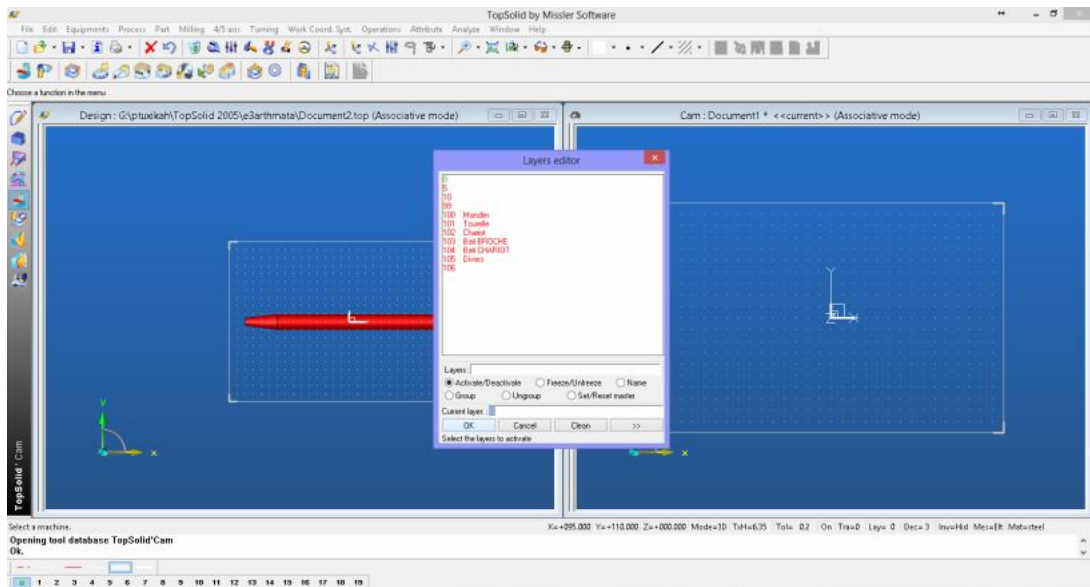 TopSolid by Missler Software
File Edit Equipments Process Part Milling 4/5 axis Turning Work Coord. Syst. Operations Attribute Analyze Window Help
Choose a function in the menu
Design : G:\ptuxikah\TopSolid 2005\e3arthmata\Document2.top (Associative mode)
Cam : Document1 * <<current>> (Associative mode)
Layers editor
0
5
10
99
100 Mandrin
101 Tourelle
102 Chariot
103 Bati BROCHE
104 Bati CHARIOT
105 Divers
106
Layers :
Activate/Deactivate Freeze/Unfreeze Name
Group Ungroup Set/Reset master
Current layer : 0
OK Cancel Clean >>
Select the layers to activate
Y
Z X
y
x
x
TopSolid'Cam
Select a machine.
X=+095.000 Y=+110.000 Z=+000.000 Mode=3D TxH=6.35 Tol= 0.2 On Tra=0 Lay= 0 Dec= 3 Inv=Hid Mes=Elt Mat=steel
Opening tool database TopSolid'Cam
Ok.
0 1 2 3 4 5 6 7 8 9 10 11 12 13 14 15 16 17 18 19